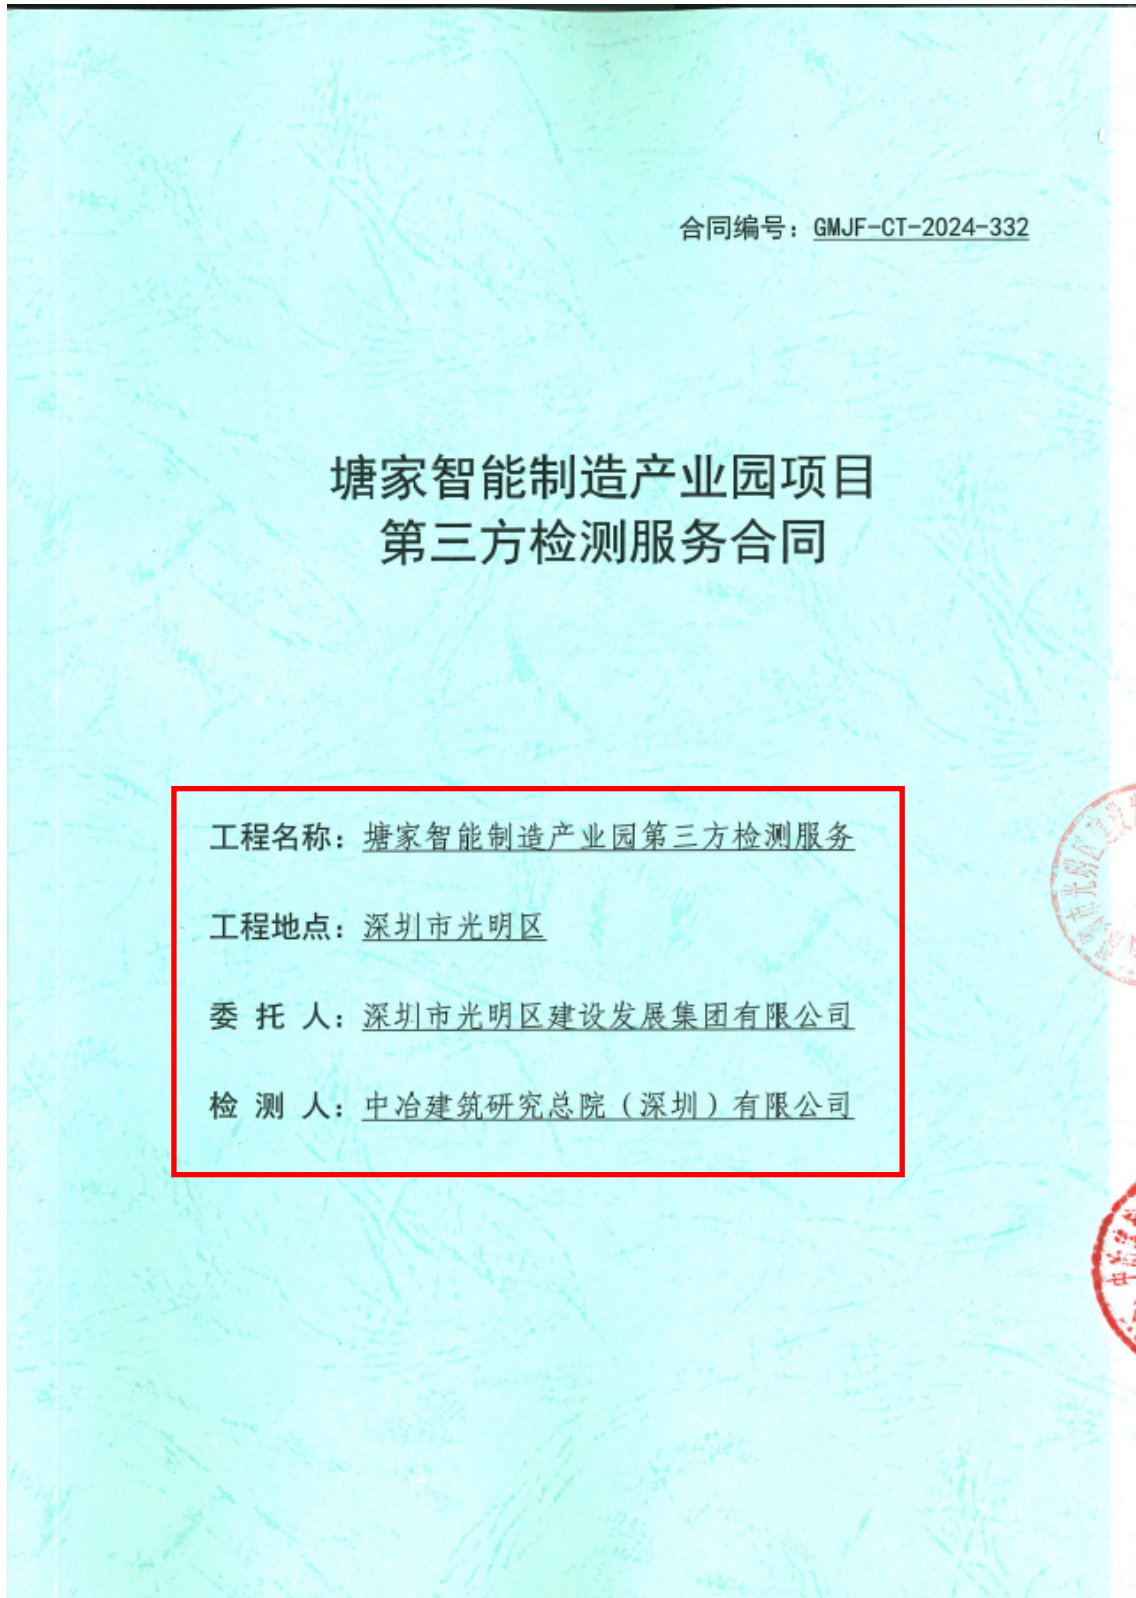 合同编号：GMJF-CT-2024-332
塘家智能制造产业园项目
第三方检测服务合同
工程名称：塘家智能制造产业园第三方检测服务
工程地点：深圳市光明区
委 托 人：深圳市光明区建设发展集团有限公司
检 测 人：中冶建筑研究总院（深圳）有限公司